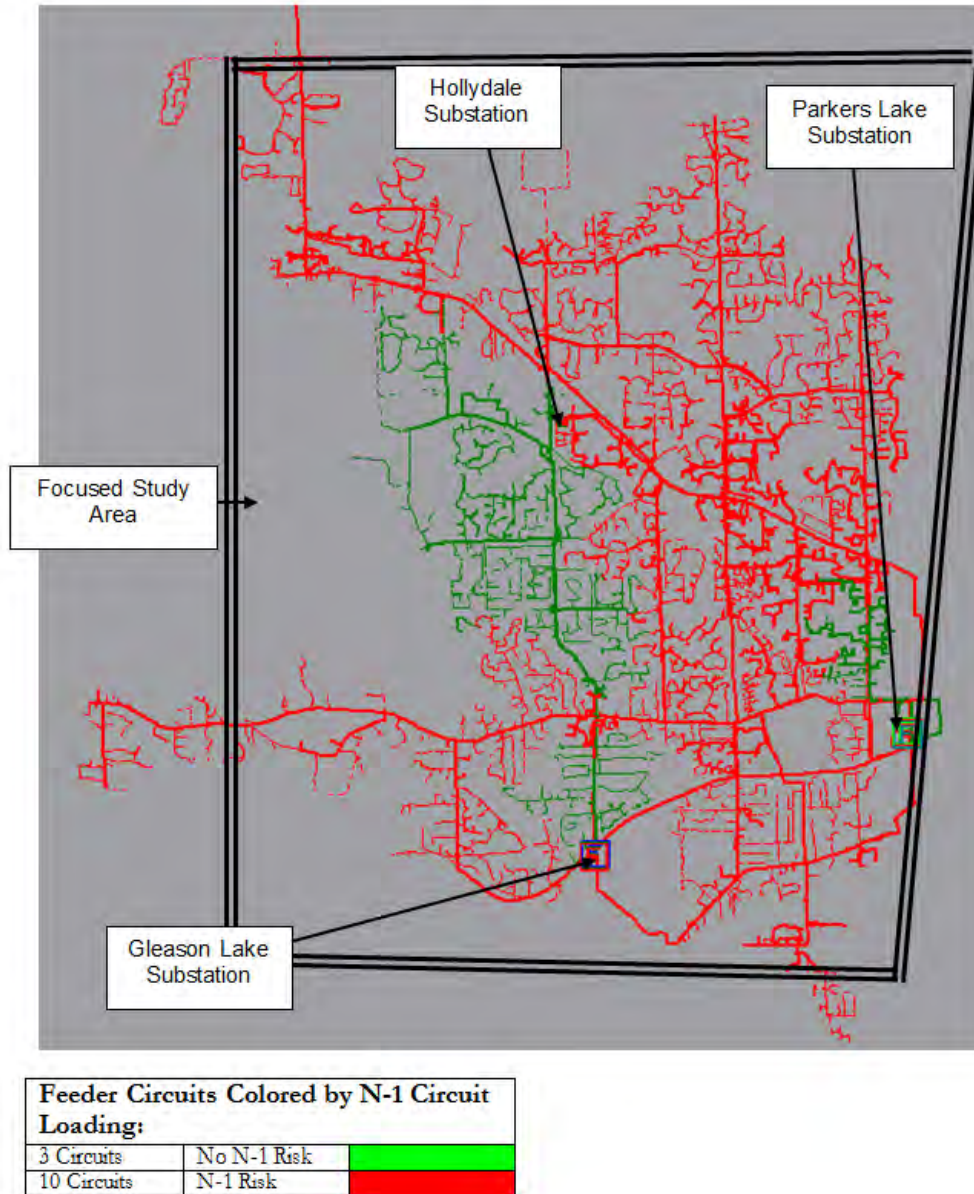 Hollydale
Substation
Parkers Lake
Substation
Focused Study
Area
Gleason Lake
Substation
Feeder Circuits Colored by N-1 Circuit
Loading:
3 Circuits No N-1 Risk
10 Circuits N-1 Risk